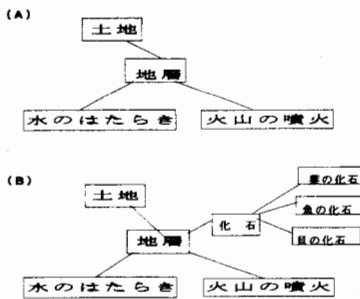 (A)
土地
地層
水のはたらき
火山の噴火
(B)
土地
地層
化 石
葉の化石
魚の化石
貝の化石
水のはたらき
火山の噴火